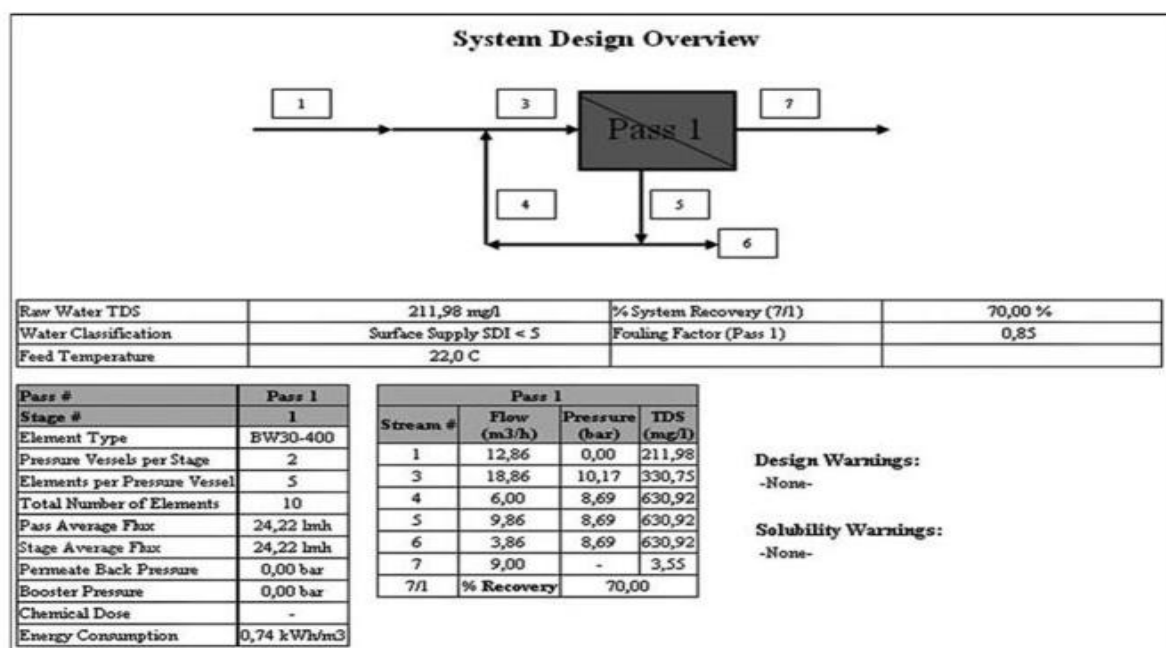 System Design Overview
1
3
Pass 1
7
4
5
6
Raw Water TDS 211,98 mg/l % System Recovery (7/1) 70,00 %
Water Classification Surface Supply SDI < 5 Fouling Factor (Pass 1) 0,85
Feed Temperature 22,0 C
Pass # Pass 1
Stage # 1
Element Type BW30-400
Pressure Vessels per Stage 2
Elements per Pressure Vessel 5
Total Number of Elements 10
Pass Average Flux 24,22 lmh
Stage Average Flux 24,22 lmh
Permeate Back Pressure 0,00 bar
Booster Pressure 0,00 bar
Chemical Dose -
Energy Consumption 0,74 kWh/m3
Pass 1
Stream # Flow (m3/h) Pressure (bar) TDS (mg/l)
1 12,86 0,00 211,98
3 18,86 10,17 330,75
4 6,00 8,69 630,92
5 9,86 8,69 630,92
6 3,86 8,69 630,92
7 9,00 - 3,55
7/1 % Recovery 70,00
Design Warnings:
-None-
Solubility Warnings:
-None-